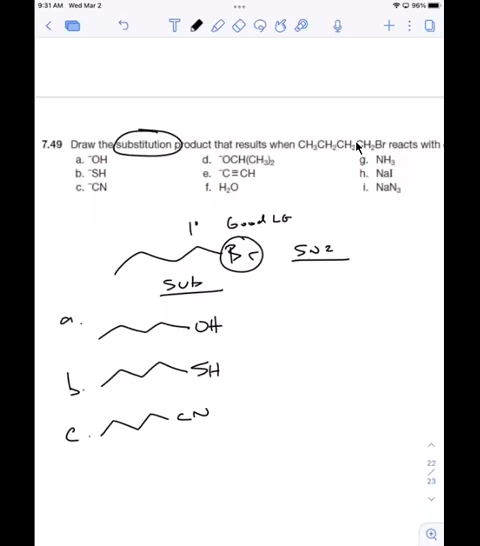 9:31 AM Wed Mar 2
96%
7.49 Draw the substitution product that results when CH₃CH₂CH₂CH₂CH₂Br reacts with
a. ⁻OH d. ⁻OCH(CH₃)₂ g. NH₃
b. ⁻SH e. ⁻C≡CH h. NaI
c. ⁻CN f. H₂O i. NaN₃
1° Good LG
Br SN2
Sub
a. OH
b. SH
c. CN
22
/
23